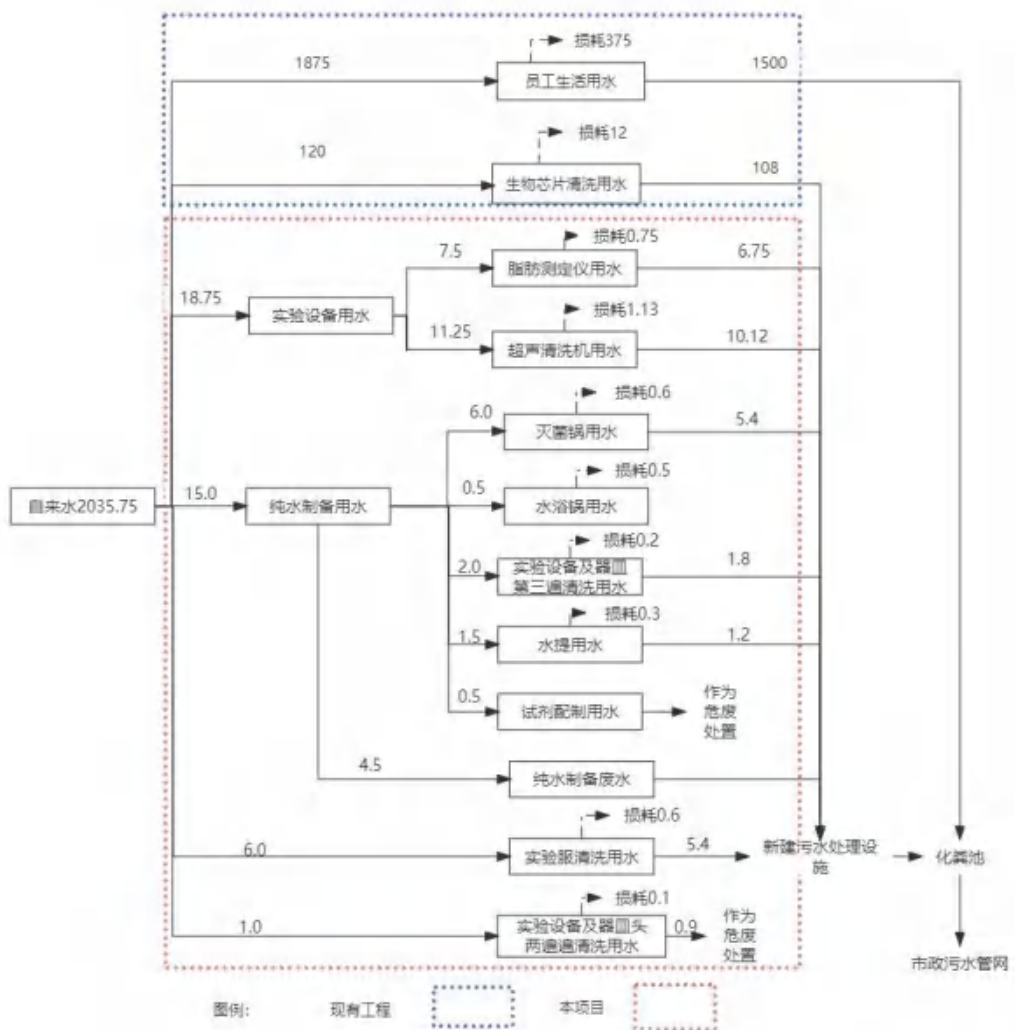 损耗375
1875
员工生活用水
1500
损耗12
120
生物芯片清洗用水
108
损耗0.75
7.5
脂肪测定仪用水
6.75
18.75
实验设备用水
损耗1.13
11.25
超声清洗机用水
10.12
损耗0.6
6.0
灭菌锅用水
5.4
损耗0.5
自来水2035.75
15.0
纯水制备用水
0.5
水浴锅用水
损耗0.2
2.0
实验设备及器皿
第三遍清洗用水
1.8
损耗0.3
1.5
水提用水
1.2
0.5
试剂配制用水
作为
危废
处置
4.5
纯水制备废水
损耗0.6
6.0
实验服清洗用水
5.4
新建污水处理设
施
化粪池
损耗0.1
1.0
实验设备及器皿头
两遍遍清洗用水
0.9
作为
危废
处置
市政污水管网
图例：
现有工程
本项目